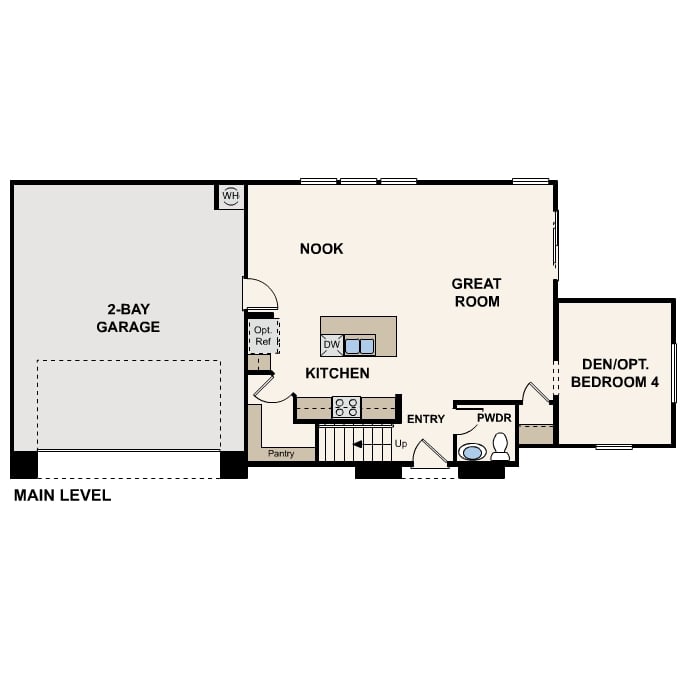 WH
NOOK
GREAT
ROOM
2-BAY
GARAGE
Opt.
Ref
DW
KITCHEN
DEN/OPT.
BEDROOM 4
ENTRY
PWDR
Up
Pantry
MAIN LEVEL